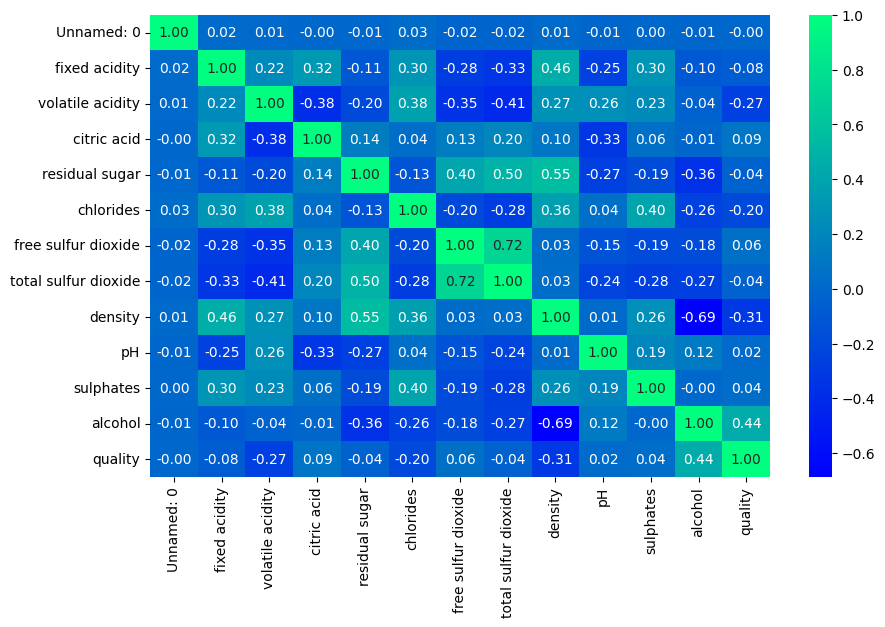 Unnamed: 0 1.00 0.02 0.01 -0.00 -0.01 0.03 -0.02 -0.02 0.01 -0.01 0.00 -0.01 -0.00
fixed acidity 0.02 1.00 0.22 0.32 -0.11 0.30 -0.28 -0.33 0.46 -0.25 0.30 -0.10 -0.08
volatile acidity 0.01 0.22 1.00 -0.38 -0.20 0.38 -0.35 -0.41 0.27 0.26 0.23 -0.04 -0.27
citric acid -0.00 0.32 -0.38 1.00 0.14 0.04 0.13 0.20 0.10 -0.33 0.06 -0.01 0.09
residual sugar -0.01 -0.11 -0.20 0.14 1.00 -0.13 0.40 0.50 0.55 -0.27 -0.19 -0.36 -0.04
chlorides 0.03 0.30 0.38 0.04 -0.13 1.00 -0.20 -0.28 0.36 0.04 0.40 -0.26 -0.20
free sulfur dioxide -0.02 -0.28 -0.35 0.13 0.40 -0.20 1.00 0.72 0.03 -0.15 -0.19 -0.18 0.06
total sulfur dioxide -0.02 -0.33 -0.41 0.20 0.50 -0.28 0.72 1.00 0.03 -0.24 -0.28 -0.27 -0.04
density 0.01 0.46 0.27 0.10 0.55 0.36 0.03 0.03 1.00 0.01 0.26 -0.69 -0.31
pH -0.01 -0.25 0.26 -0.33 -0.27 0.04 -0.15 -0.24 0.01 1.00 0.19 0.12 0.02
sulphates 0.00 0.30 0.23 0.06 -0.19 0.40 -0.19 -0.28 0.26 0.19 1.00 -0.00 0.04
alcohol -0.01 -0.10 -0.04 -0.01 -0.36 -0.26 -0.18 -0.27 -0.69 0.12 -0.00 1.00 0.44
quality -0.00 -0.08 -0.27 0.09 -0.04 -0.20 0.06 -0.04 -0.31 0.02 0.04 0.44 1.00
Unnamed: 0
fixed acidity
volatile acidity
citric acid
residual sugar
chlorides
free sulfur dioxide
total sulfur dioxide
density
pH
sulphates
alcohol
quality
1.0
0.8
0.6
0.4
0.2
0.0
−0.2
−0.4
−0.6